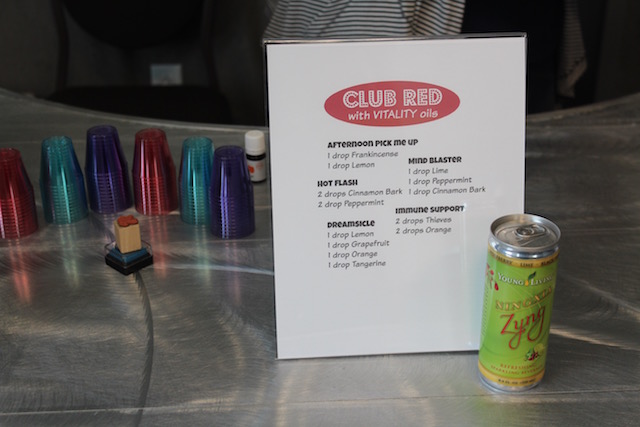 CLUB RED
with VITALITY oils
AFTERNOON PICK ME UP
1 drop Frankincense
1 drop Lemon
HOT FLASH
2 drops Cinnamon Bark
2 drop Peppermint
DREAMSICLE
1 drop Lemon
1 drop Grapefruit
1 drop Orange
1 drop Tangerine
MIND BLASTER
1 drop Lime
1 drop Peppermint
1 drop Cinnamon Bark
IMMUNE SUPPORT
2 drops Thieves
2 drops Orange
YOUNG LIVING
NINGXIA
Zyng